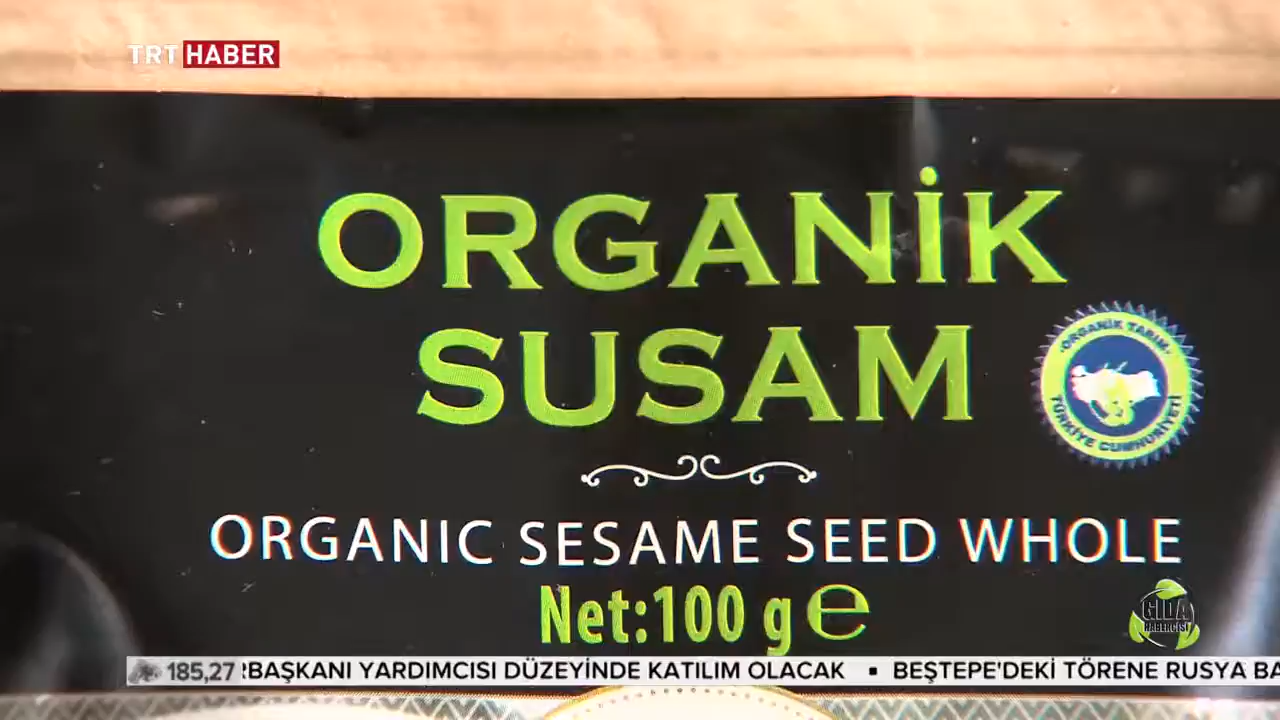 TRT HABER
ORGANİK
SUSAM
ORGANİK TARIM
TÜRKİYE CUMHURİYETİ
ORGANIC SESAME SEED WHOLE
Net:100 g e
GIDA
HABERCİSİ
185,27 BAŞKANI YARDIMCISI DÜZEYİNDE KATILIM OLACAK ▪ BEŞTEPE'DEKİ TÖRENE RUSYA BA